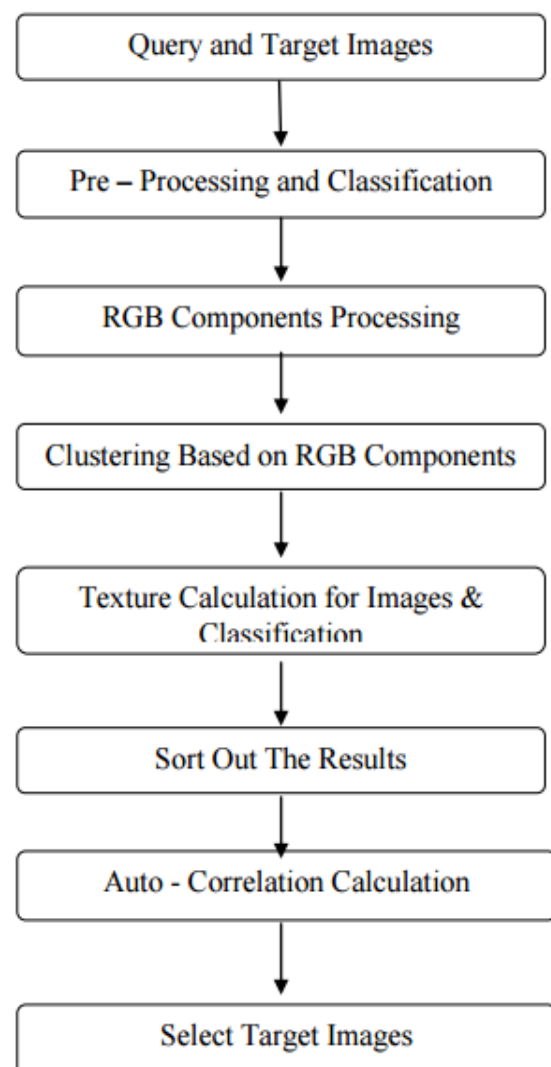 Query and Target Images
Pre – Processing and Classification
RGB Components Processing
Clustering Based on RGB Components
Texture Calculation for Images &
Classification
Sort Out The Results
Auto - Correlation Calculation
Select Target Images